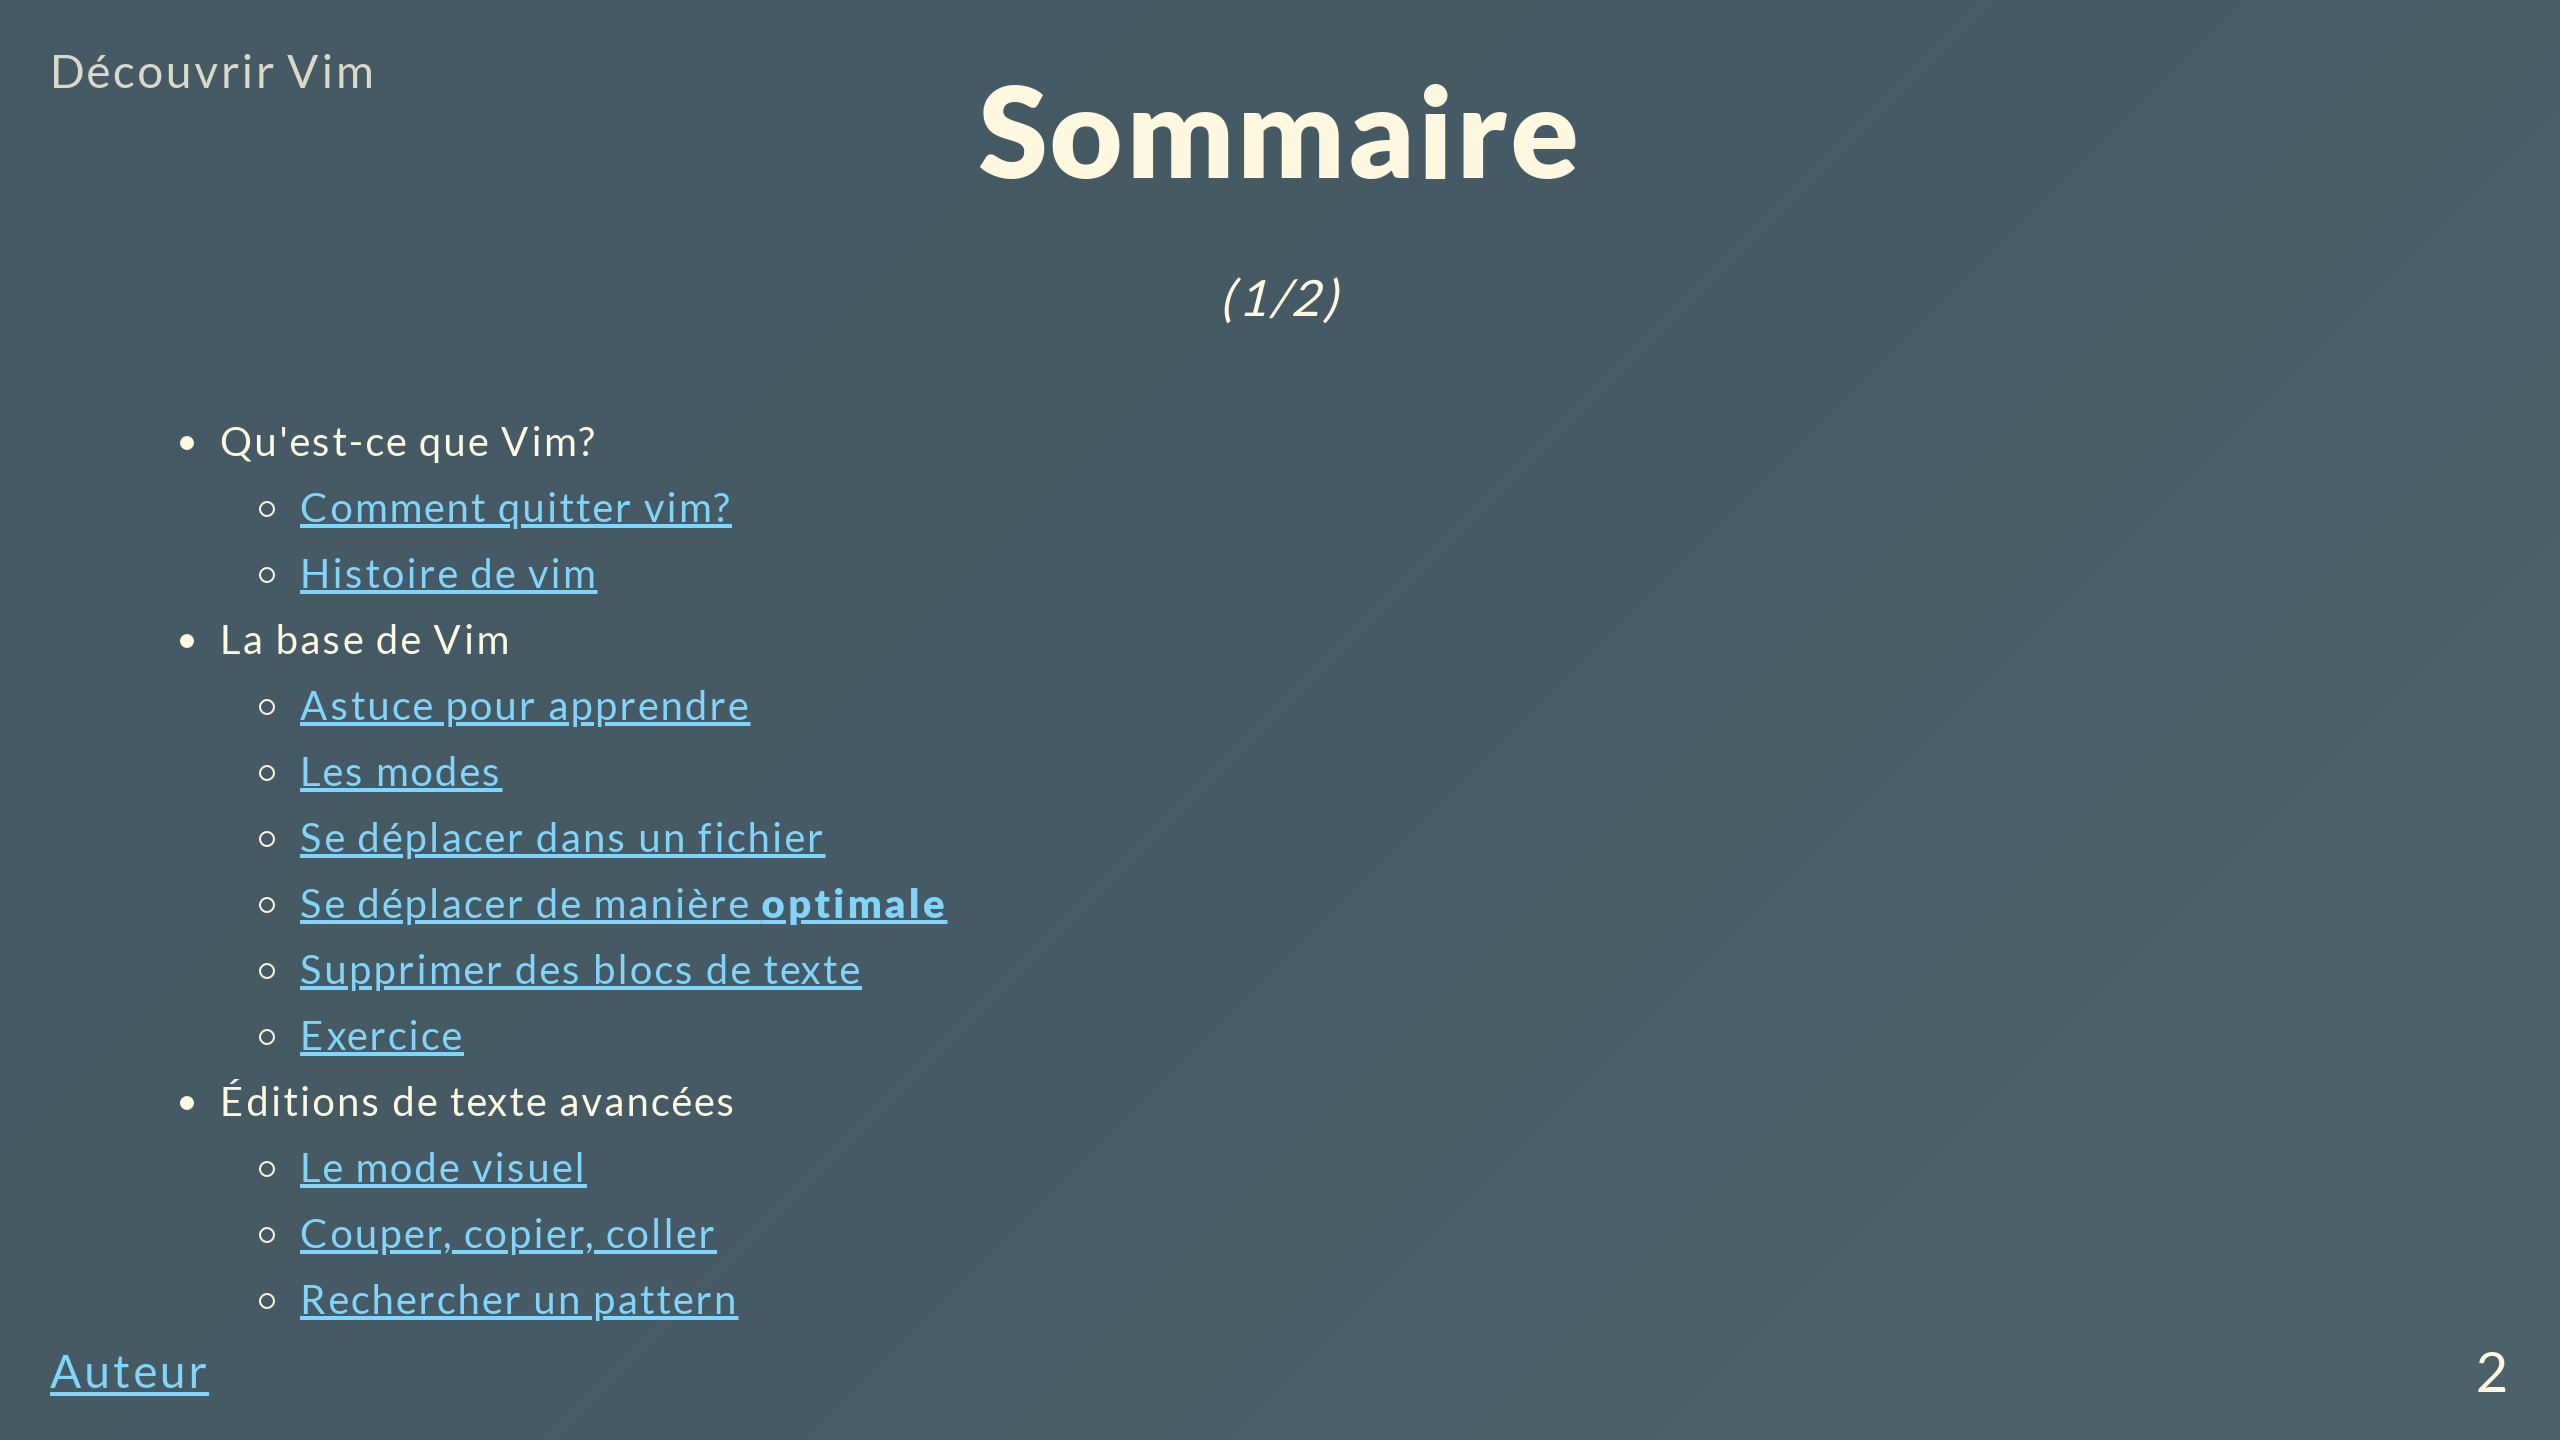 Découvrir Vim
Sommaire
(1/2)
Qu'est-ce que Vim?
Comment quitter vim?
Histoire de vim
La base de Vim
Astuce pour apprendre
Les modes
Se déplacer dans un fichier
Se déplacer de manière optimale
Supprimer des blocs de texte
Exercice
Éditions de texte avancées
Le mode visuel
Couper, copier, coller
Rechercher un pattern
Auteur
2